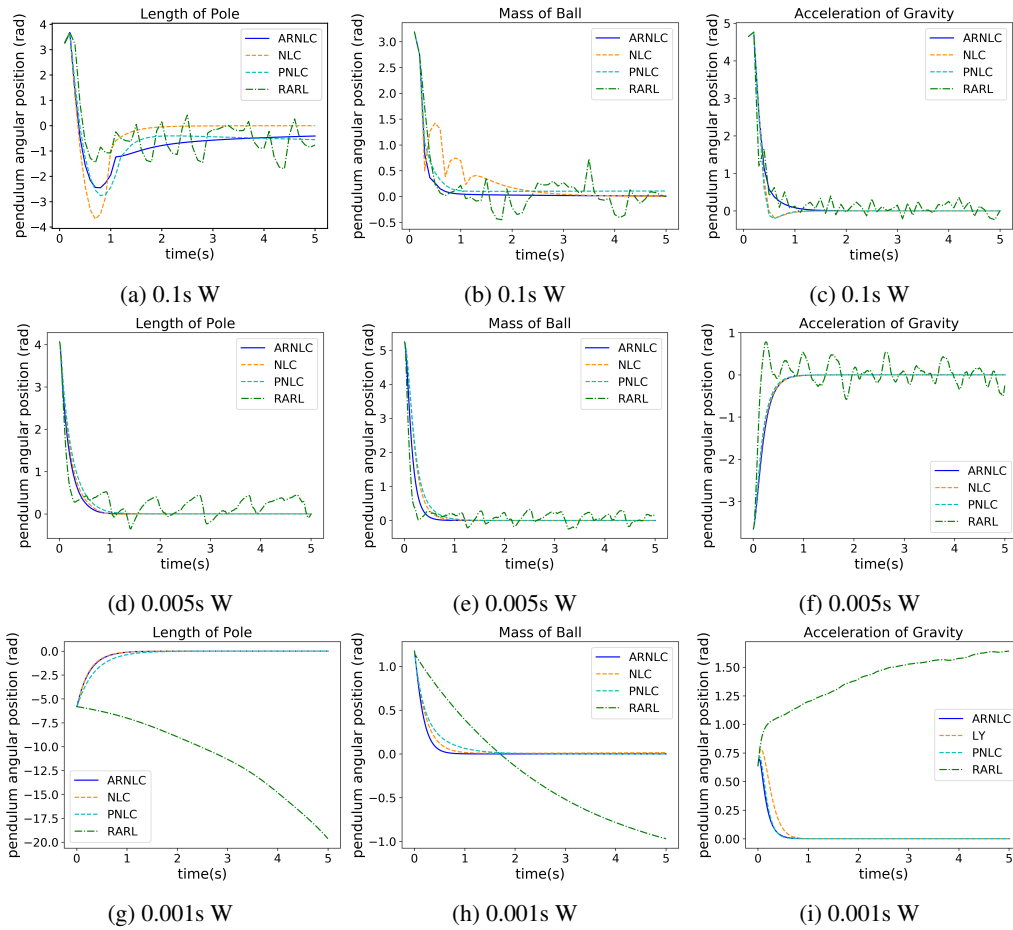 Length of Pole
pendulum angular position (rad)
4
3
2
1
0
−1
−2
−3
−4
0 1 2 3 4 5
time(s)
ARNLC
NLC
PNLC
RARL
(a) 0.1s W
Mass of Ball
pendulum angular position (rad)
3.0
2.5
2.0
1.5
1.0
0.5
0.0
−0.5
0 1 2 3 4 5
time(s)
ARNLC
NLC
PNLC
RARL
(b) 0.1s W
Acceleration of Gravity
pendulum angular position (rad)
5
4
3
2
1
0
0 1 2 3 4 5
time(s)
ARNLC
NLC
PNLC
RARL
(c) 0.1s W
Length of Pole
pendulum angular position (rad)
4
3
2
1
0
0 1 2 3 4 5
time(s)
ARNLC
NLC
PNLC
RARL
(d) 0.005s W
Mass of Ball
pendulum angular position (rad)
5
4
3
2
1
0
0 1 2 3 4 5
time(s)
ARNLC
NLC
PNLC
RARL
(e) 0.005s W
Acceleration of Gravity
pendulum angular position (rad)
1
0
−1
−2
−3
0 1 2 3 4 5
time(s)
ARNLC
NLC
PNLC
RARL
(f) 0.005s W
Length of Pole
pendulum angular position (rad)
0.0
−2.5
−5.0
−7.5
−10.0
−12.5
−15.0
−17.5
−20.0
0 1 2 3 4 5
time(s)
ARNLC
NLC
PNLC
RARL
(g) 0.001s W
Mass of Ball
pendulum angular position (rad)
1.0
0.5
0.0
−0.5
−1.0
0 1 2 3 4 5
time(s)
ARNLC
NLC
PNLC
RARL
(h) 0.001s W
Acceleration of Gravity
pendulum angular position (rad)
1.50
1.25
1.00
0.75
0.50
0.25
0.00
0 1 2 3 4 5
time(s)
ARNLC
LY
PNLC
RARL
(i) 0.001s W